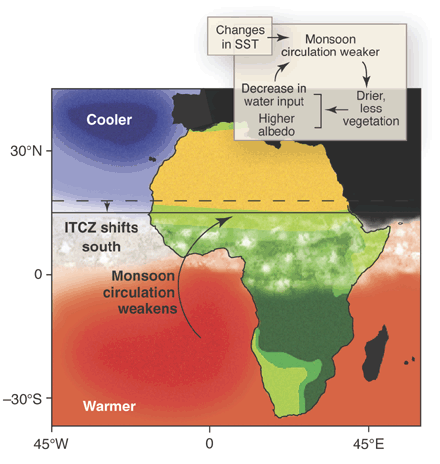 Changes
in SST
Monsoon
circulation weaker
Decrease in
water input
Higher
albedo
Drier,
less
vegetation
Cooler
30°N
ITCZ shifts
south
0
Monsoon
circulation
weakens
–30°S
Warmer
45°W
0
45°E